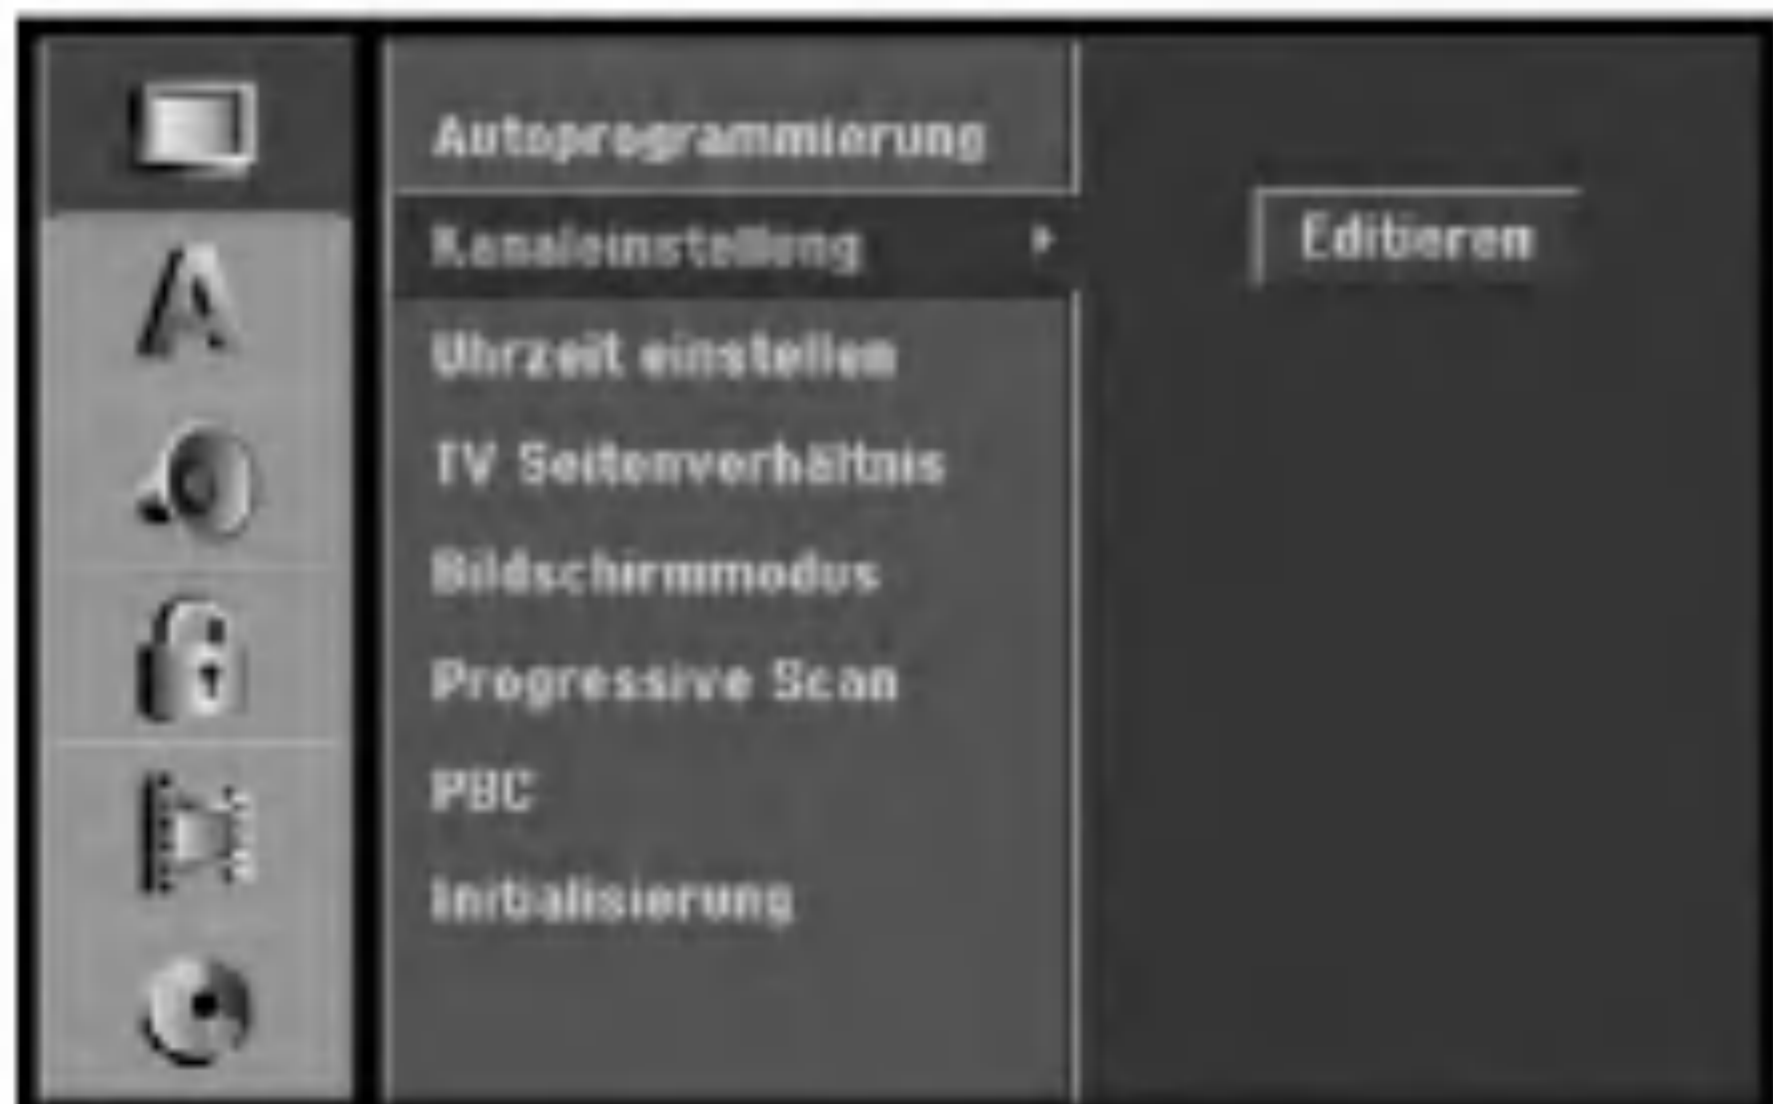 Autoprogrammierung
Kanaleinstellung
Editieren
Uhrzeit einstellen
TV Seitenverhältnis
Bildschirmmodus
Progressive Scan
PBC
Initialisierung